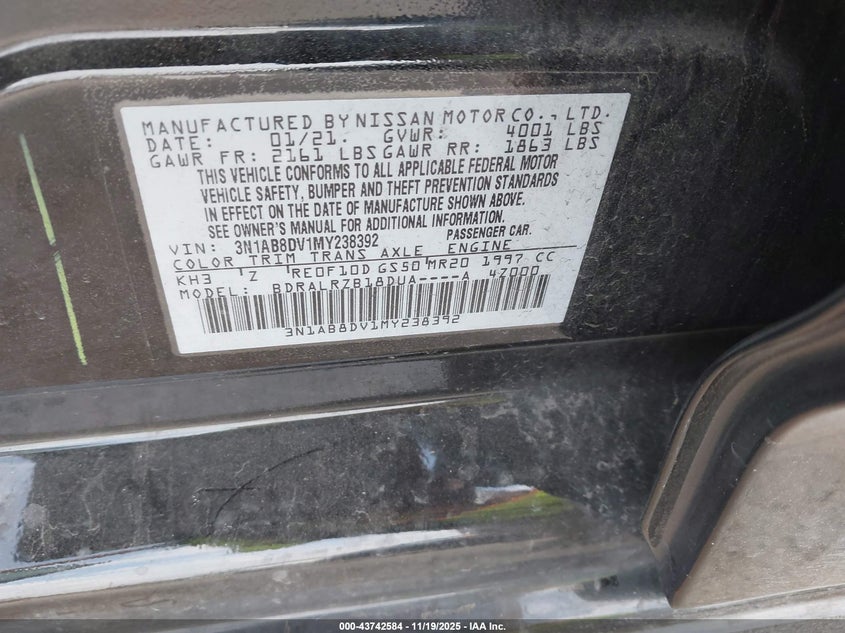 MANUFACTURED BY NISSAN MOTOR CO., LTD.
DATE: 01/21. GVWR: 4001 LBS
GAWR FR: 2161 LBS GAWR RR: 1863 LBS
THIS VEHICLE CONFORMS TO ALL APPLICABLE FEDERAL MOTOR
VEHICLE SAFETY, BUMPER AND THEFT PREVENTION STANDARDS
IN EFFECT ON THE DATE OF MANUFACTURE SHOWN ABOVE.
SEE OWNER'S MANUAL FOR ADDITIONAL INFORMATION.
VIN: 3N1AB8DV1MY238392 PASSENGER CAR.
COLOR TRIM TRANS AXLE ENGINE
KH3 Z RE0F10D GS50 MR20 1997 CC
MODEL: BDRALRZB18DUA----A 4Z000
3N1AB8DV1MY238392
000-43742584 - 11/19/2025 - IAA Inc.